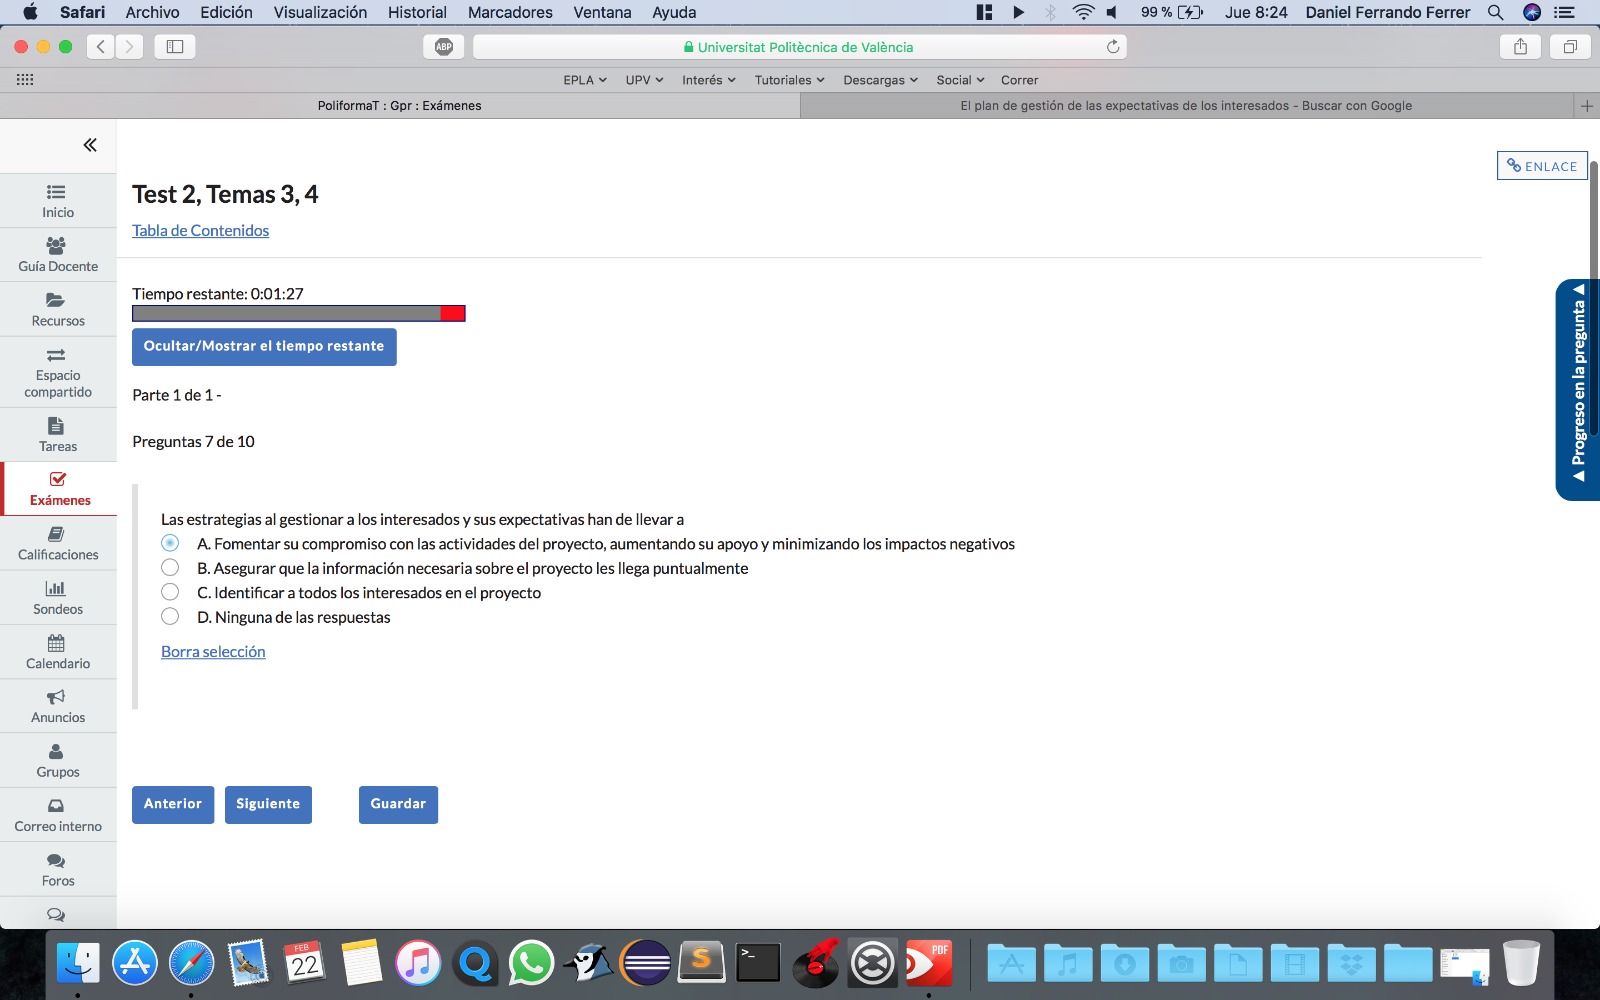 Safari Archivo Edición Visualización Historial Marcadores Ventana Ayuda 99 % Jue 8:24 Daniel Ferrando Ferrer
ABP Universitat Politècnica de València
EPLA UPV Interés Tutoriales Descargas Social Correr
PoliformaT : Gpr : Exámenes El plan de gestión de las expectativas de los interesados - Buscar con Google
ENLACE
Inicio
Guía Docente
Recursos
Espacio
compartido
Tareas
Exámenes
Calificaciones
Sondeos
Calendario
Anuncios
Grupos
Correo interno
Foros
Test 2, Temas 3, 4
Tabla de Contenidos
Tiempo restante: 0:01:27
Ocultar/Mostrar el tiempo restante
Parte 1 de 1 -
Preguntas 7 de 10
Las estrategias al gestionar a los interesados y sus expectativas han de llevar a
A. Fomentar su compromiso con las actividades del proyecto, aumentando su apoyo y minimizando los impactos negativos
B. Asegurar que la información necesaria sobre el proyecto les llega puntualmente
C. Identificar a todos los interesados en el proyecto
D. Ninguna de las respuestas
Borra selección
Anterior Siguiente Guardar
▲ Progreso en la pregunta ▲
FEB
22
S
>_
PDF